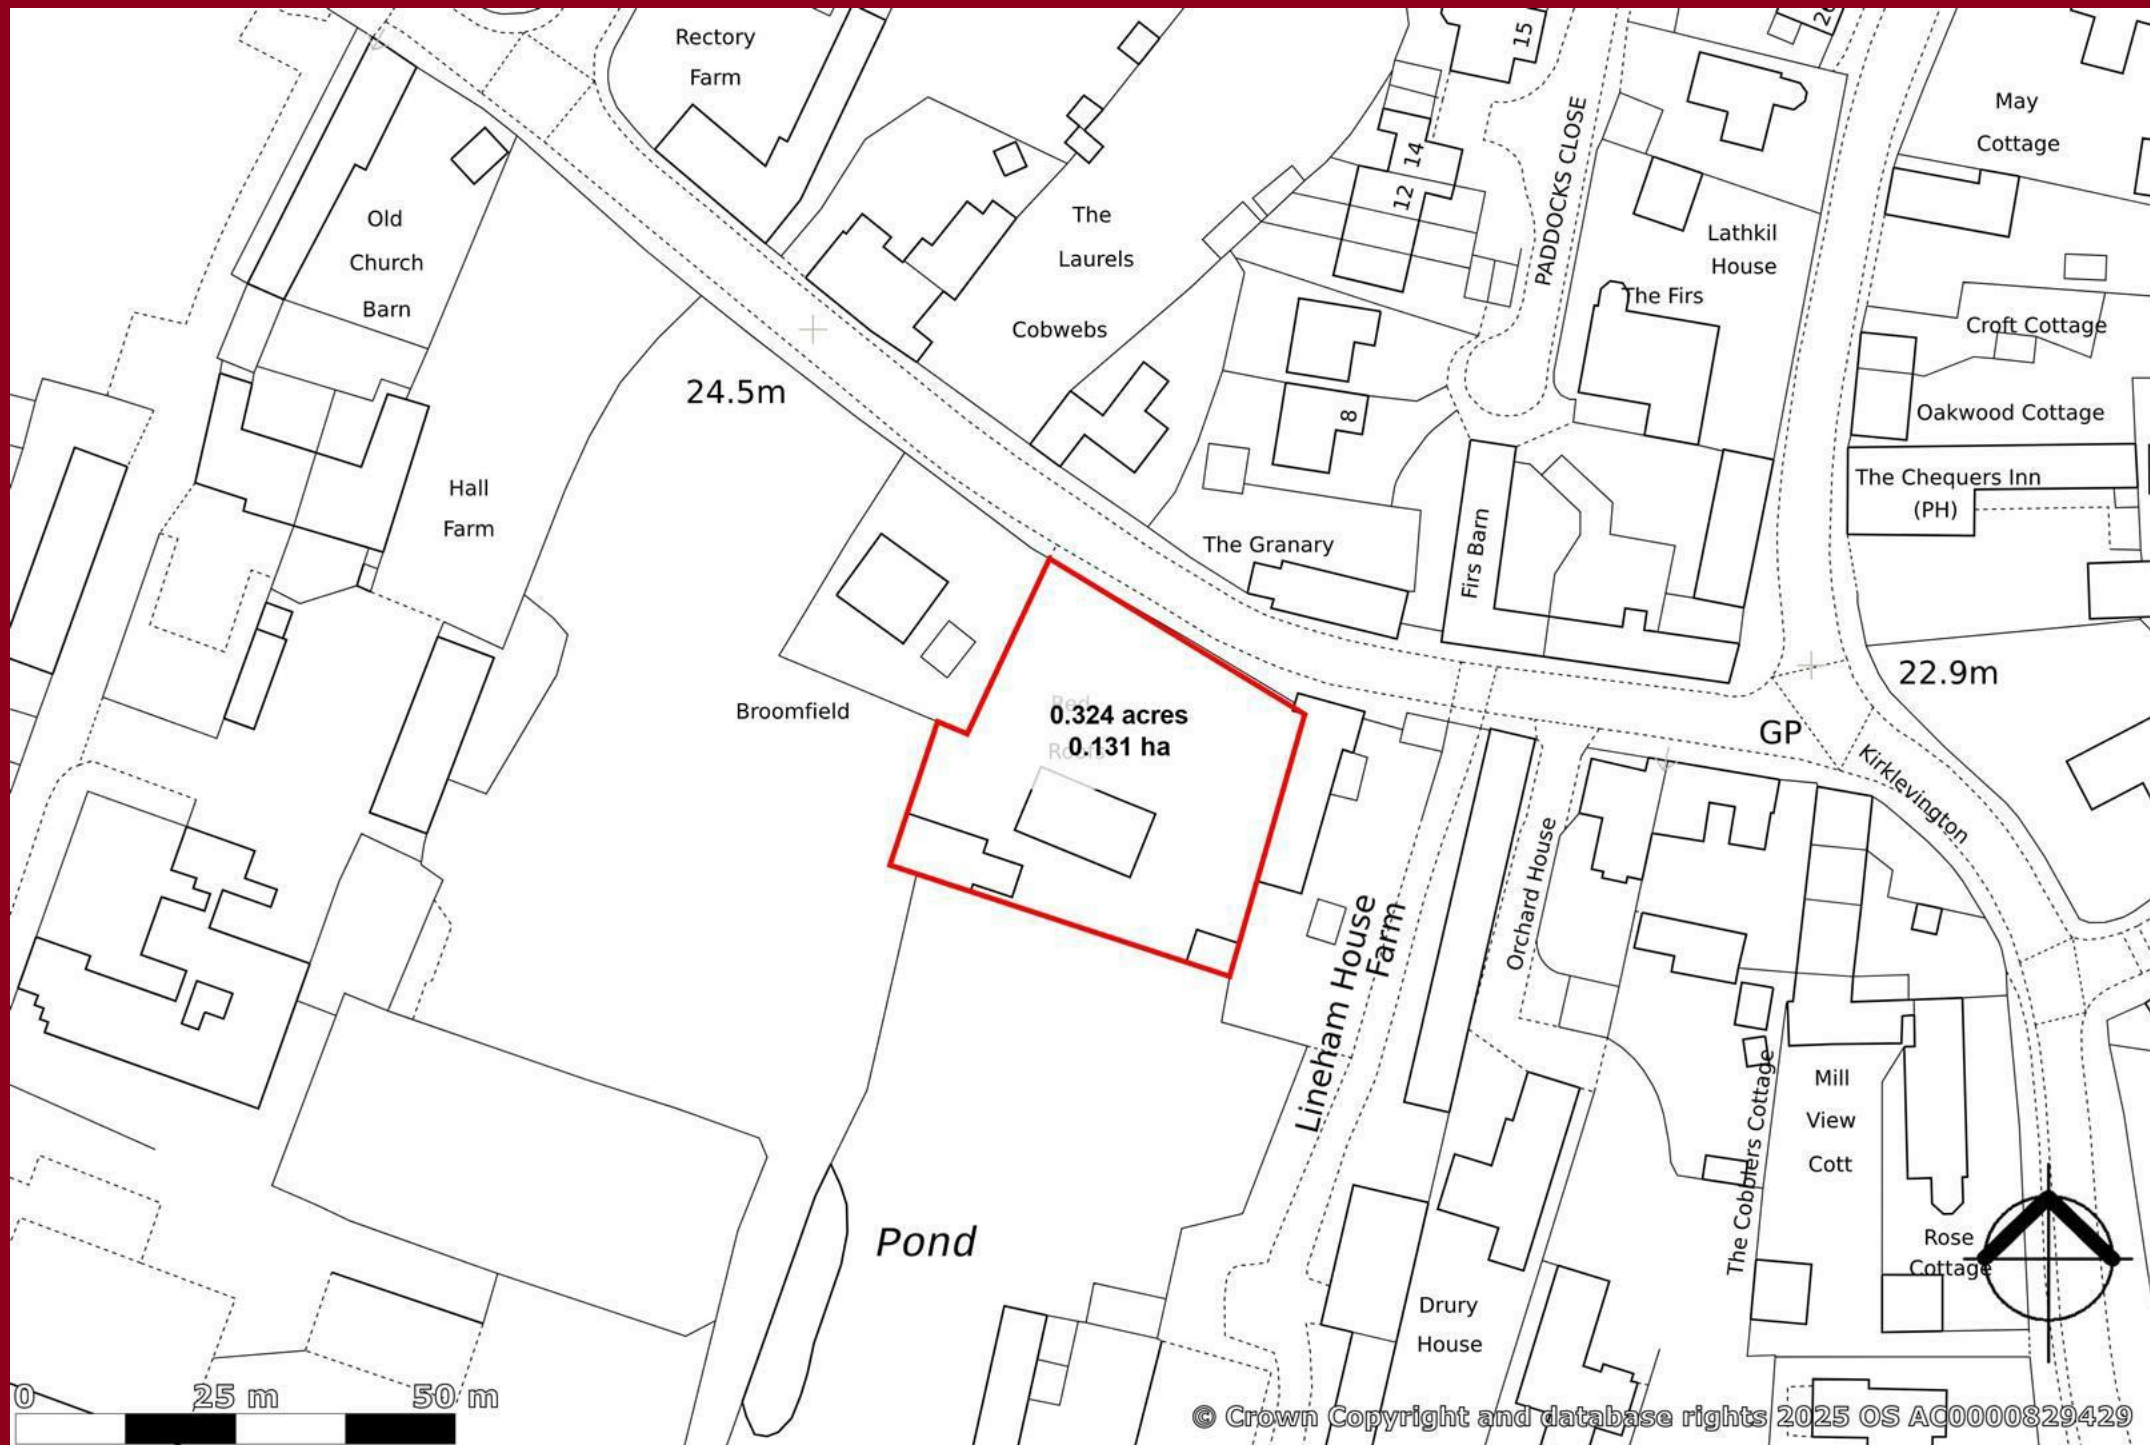 Rectory
Farm
15
PADDOCKS CLOSE
May
Cottage
Old
Church
Barn
The
Laurels
14
12
Lathkil
House
The Firs
Cobwebs
Croft Cottage
24.5m
8
Oakwood Cottage
Hall
Farm
The Chequers Inn
(PH)
The Granary
Firs Barn
22.9m
Broomfield
Red
0.324 acres
0.131 ha
GP
Kirklevington
Orchard House
Lineham House
Farm
The Cobblers Cottage
Mill
View
Cott
Pond
Rose
Cottage
Drury
House
0 25 m 50 m
© Crown Copyright and database rights 2025 OS AC0000829429